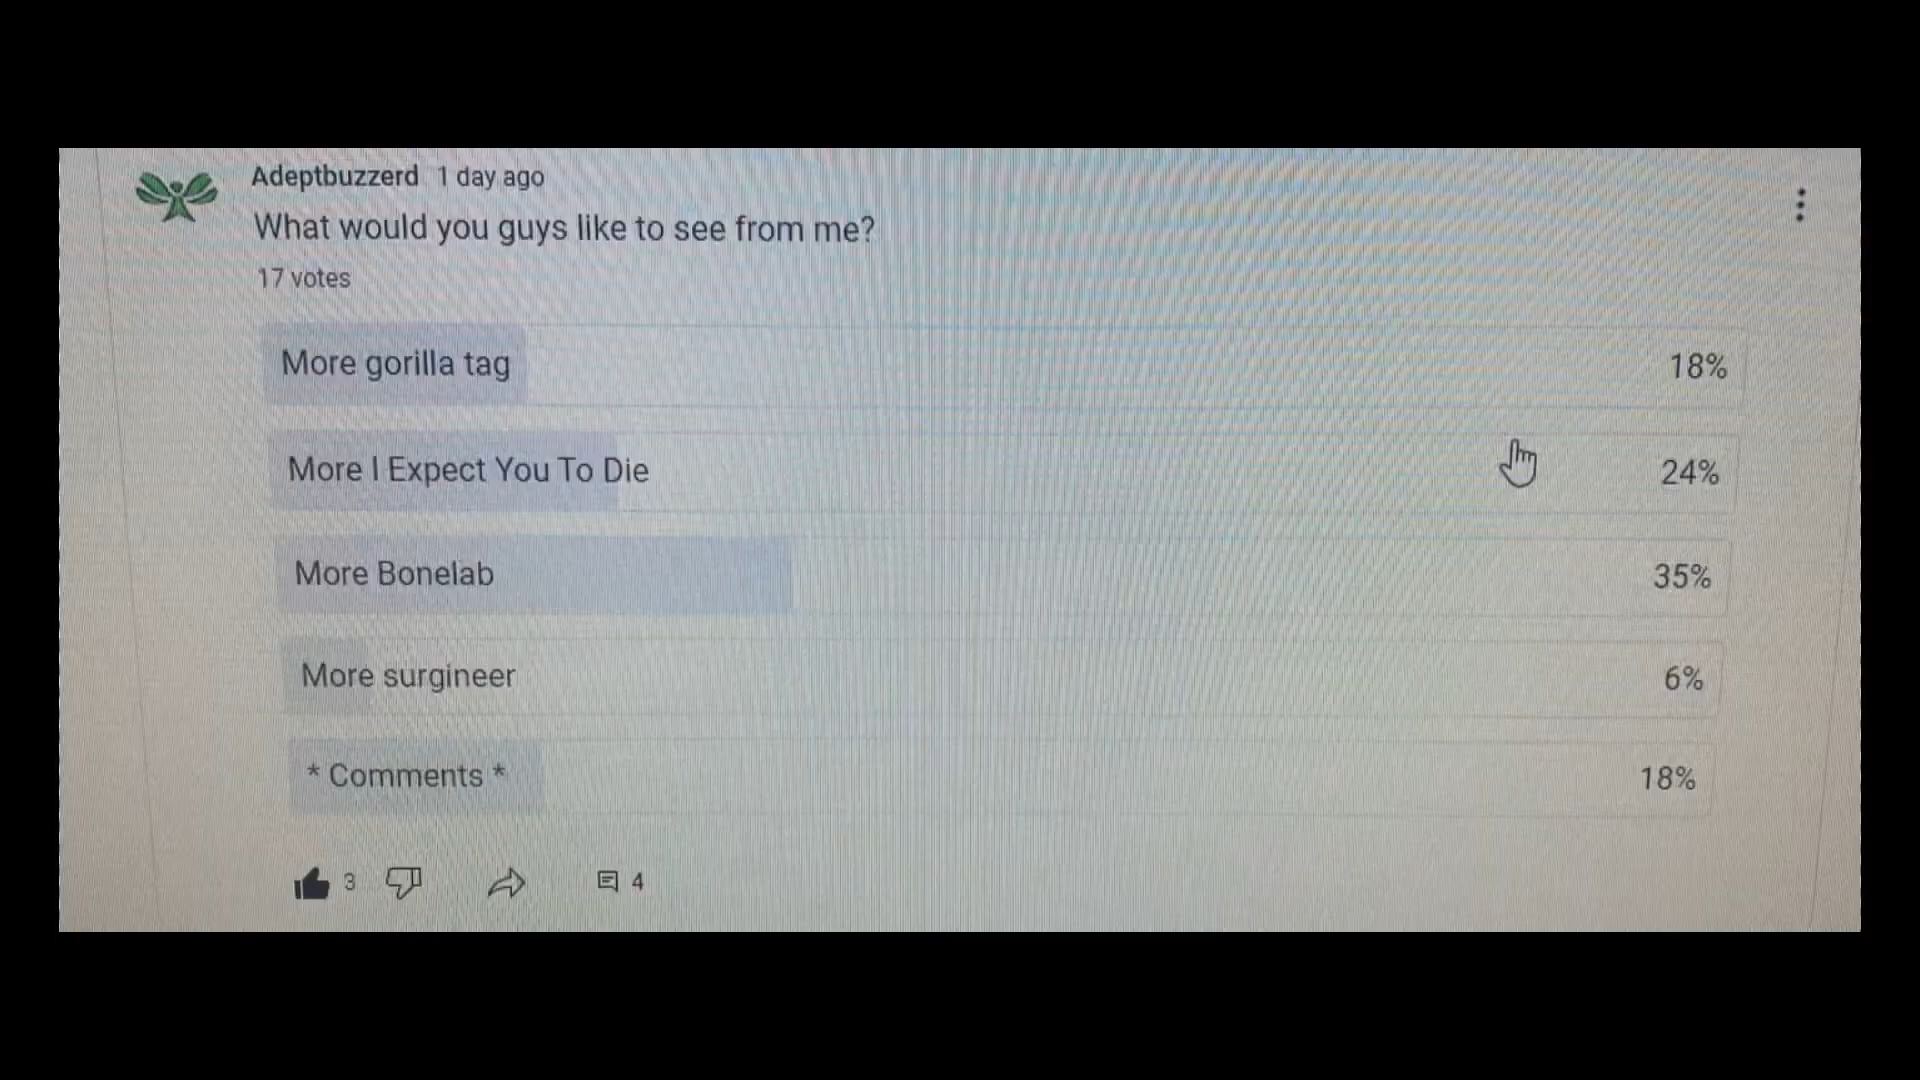 Adeptbuzzerd 1 day ago
What would you guys like to see from me?
17 votes
More gorilla tag 18%
More I Expect You To Die 24%
More Bonelab 35%
More surgineer 6%
* Comments * 18%
3 4